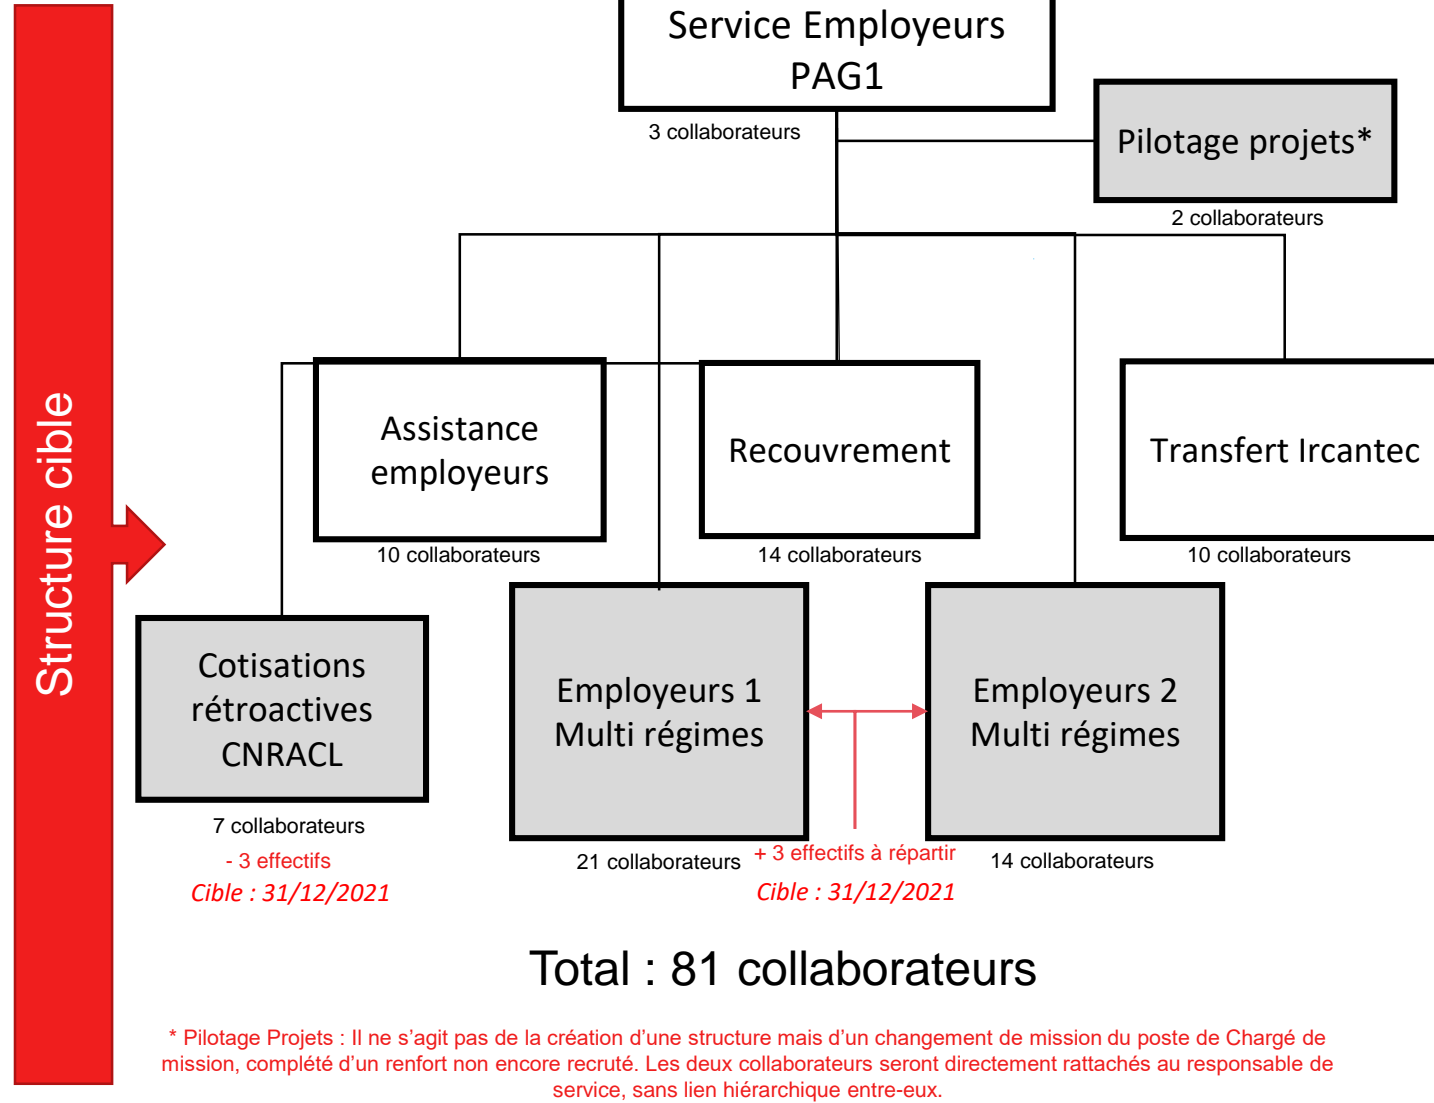 Structure cible
Service Employeurs
PAG1
3 collaborateurs
Pilotage projets*
2 collaborateurs
Assistance
employeurs
10 collaborateurs
Recouvrement
14 collaborateurs
Transfert Ircantec
10 collaborateurs
Cotisations
rétroactives
CNRACL
7 collaborateurs
- 3 effectifs
Cible : 31/12/2021
Employeurs 1
Multi régimes
21 collaborateurs
+ 3 effectifs à répartir
Cible : 31/12/2021
Employeurs 2
Multi régimes
14 collaborateurs
Total : 81 collaborateurs
* Pilotage Projets : Il ne s’agit pas de la création d’une structure mais d’un changement de mission du poste de Chargé de
mission, complété d’un renfort non encore recruté. Les deux collaborateurs seront directement rattachés au responsable de
service, sans lien hiérarchique entre-eux.